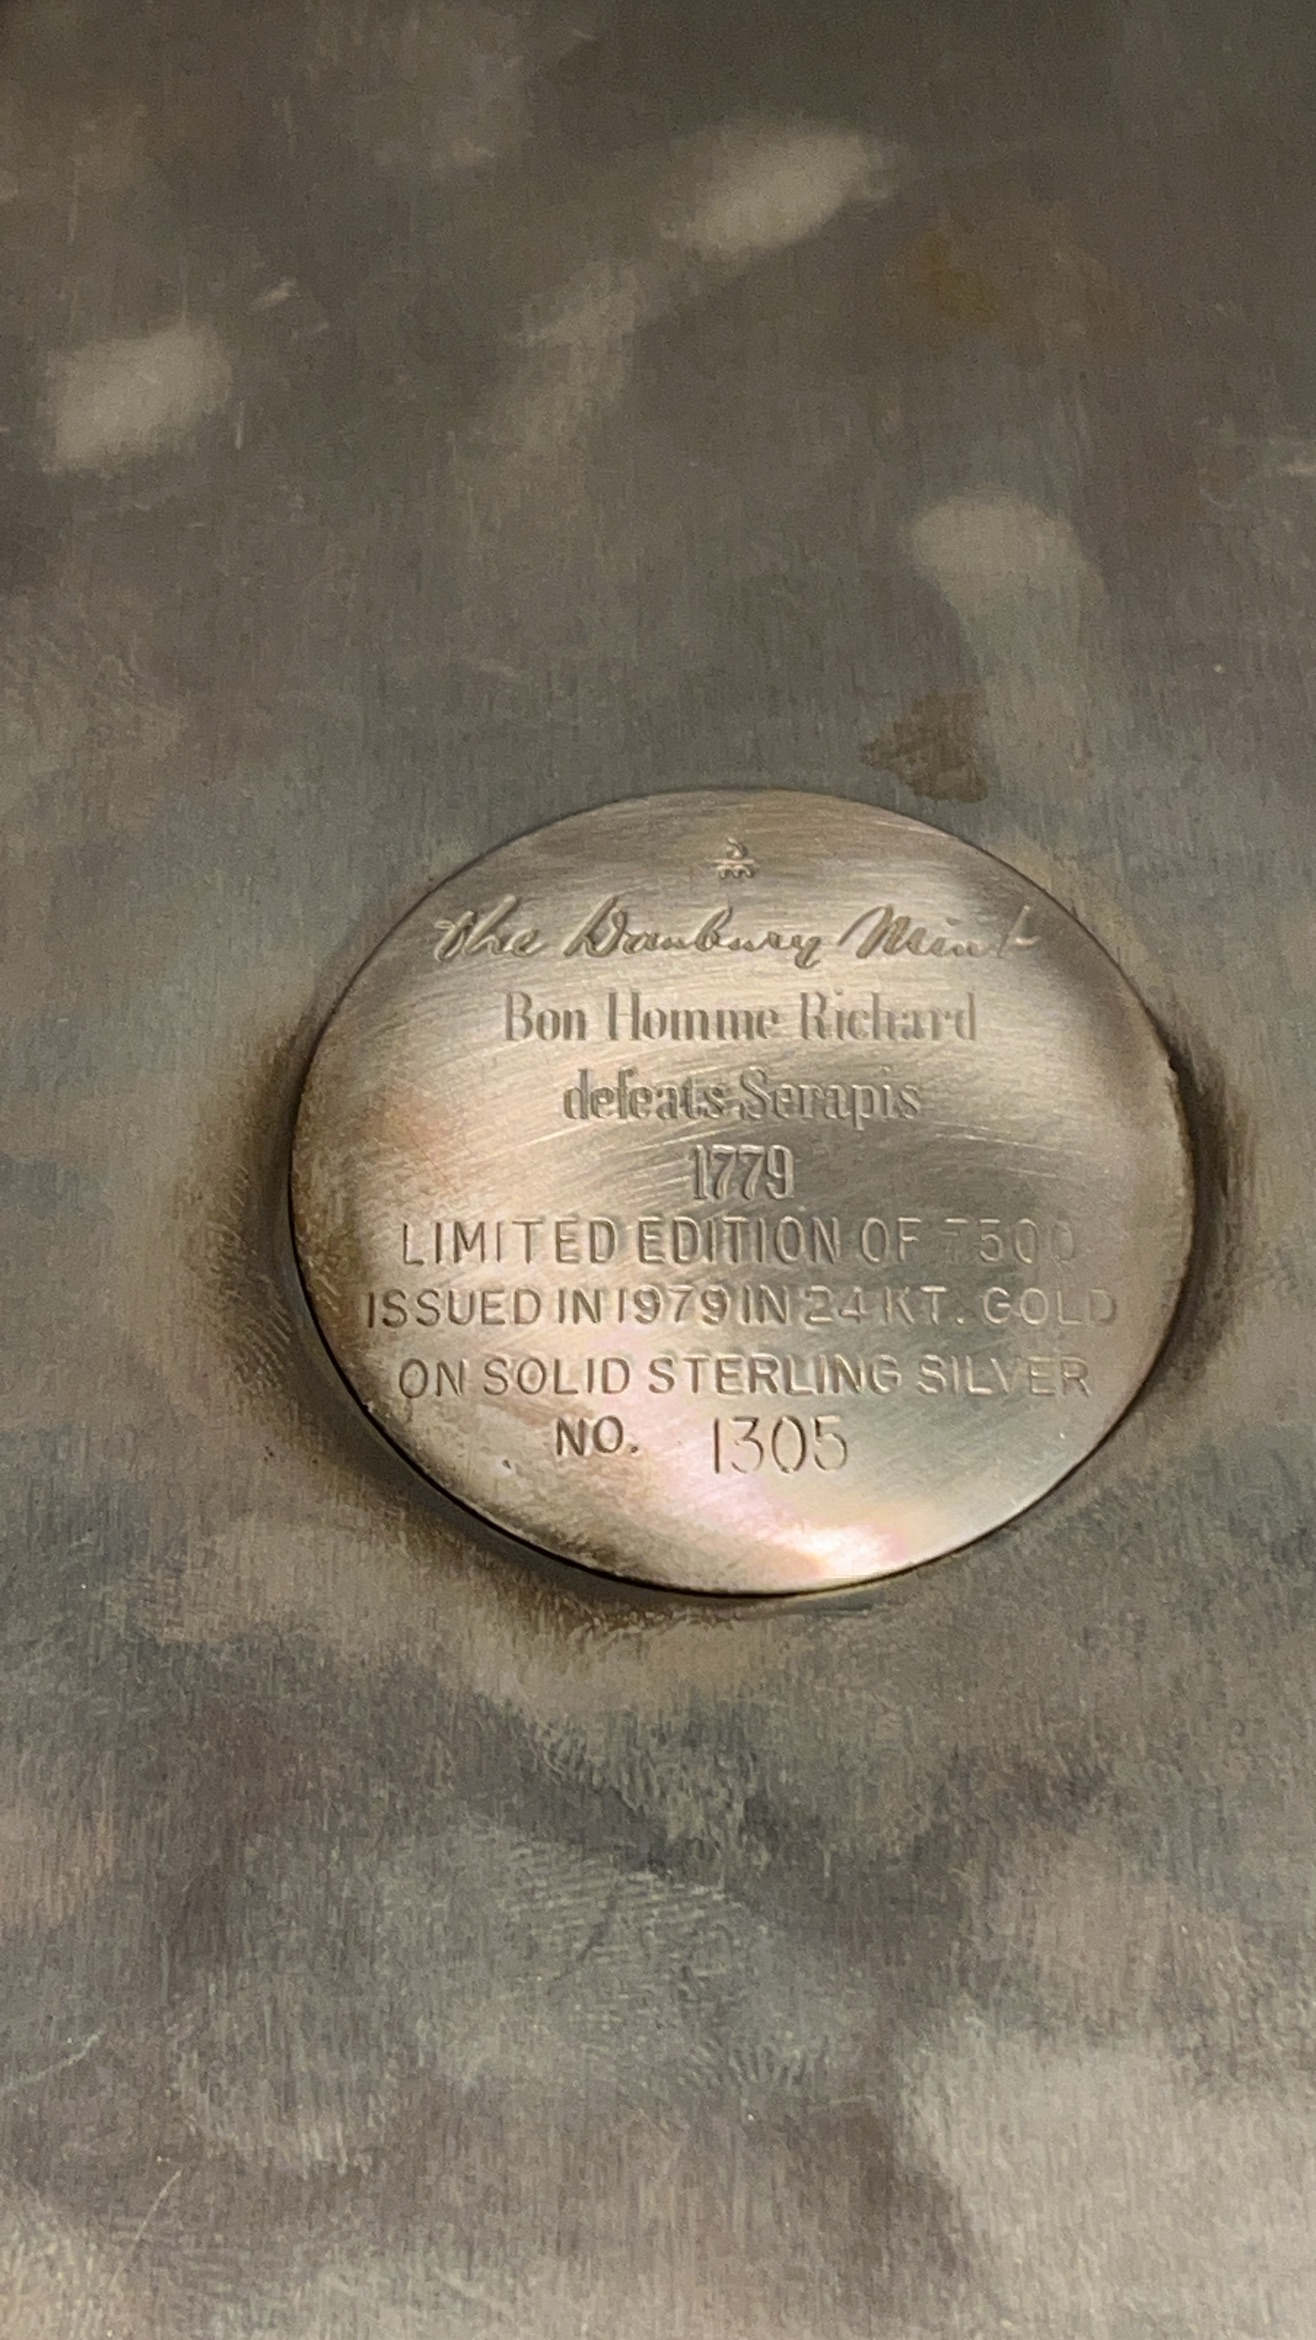 The Danbury Mint
Bon Homme Richard
defeats Serapis
1779
LIMITED EDITION OF 7500
ISSUED IN 1979 IN 24 KT. GOLD
ON SOLID STERLING SILVER
NO. 1305